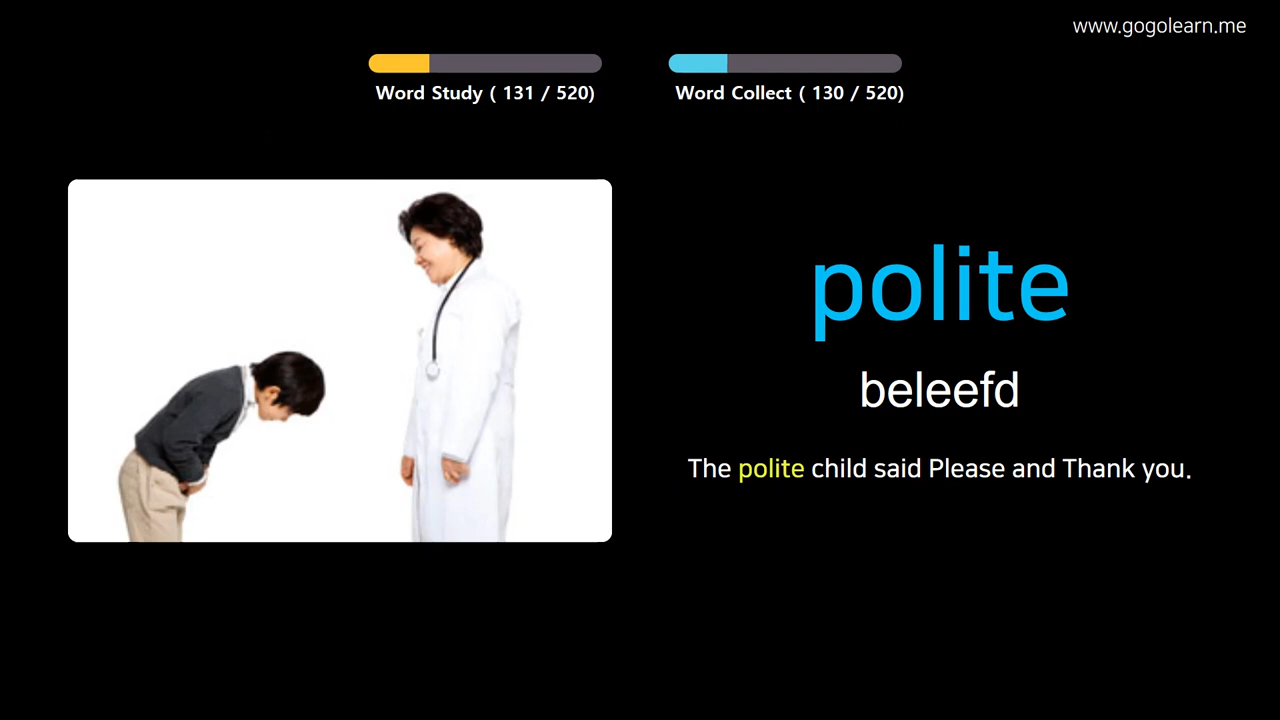 www.gogolearn.me
Word Study ( 131 / 520)
Word Collect ( 130 / 520)
polite
beleefd
The polite child said Please and Thank you.